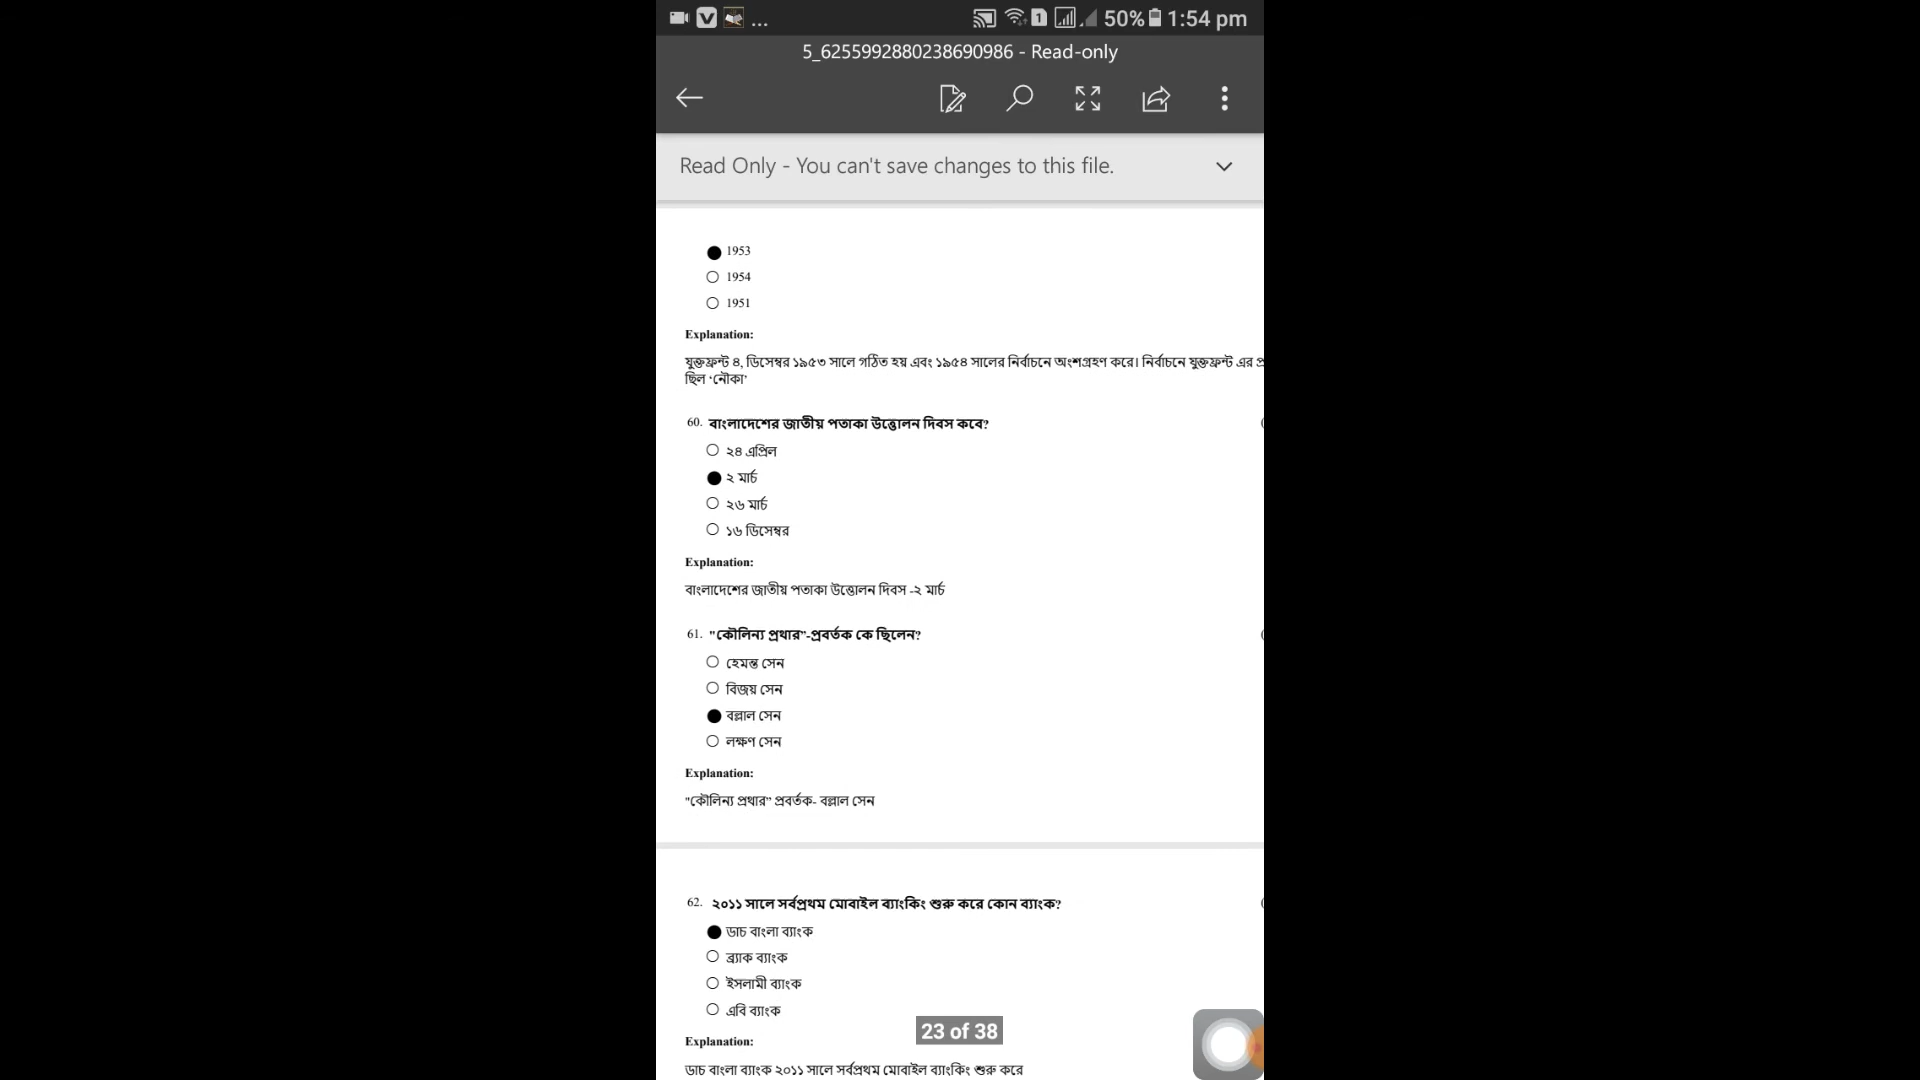 ... 1 50% 1:54 pm
5_6255992880238690986 - Read-only
Read Only - You can't save changes to this file.
1953
1954
1951
Explanation:
যুক্তফ্রন্ট ৪, ডিসেম্বর ১৯৫৩ সালে গঠিত হয় এবং ১৯৫৪ সালের নির্বাচনে অংশগ্রহণ করে। নির্বাচনে যুক্তফ্রন্ট এর
ছিল ‘নৌকা’
60. বাংলাদেশের জাতীয় পতাকা উত্তোলন দিবস কবে?
২৪ এপ্রিল
২ মার্চ
২৬ মার্চ
১৬ ডিসেম্বর
Explanation:
বাংলাদেশের জাতীয় পতাকা উত্তোলন দিবস -২ মার্চ
61. "কৌলিন্য প্রথার”-প্রবর্তক কে ছিলেন?
হেমন্ত সেন
বিজয় সেন
বল্লাল সেন
লক্ষণ সেন
Explanation:
"কৌলিন্য প্রথার” প্রবর্তক- বল্লাল সেন
62. ২০১১ সালে সর্বপ্রথম মোবাইল ব্যাংকিং শুরু করে কোন ব্যাংক?
ডাচ বাংলা ব্যাংক
ব্র্যাক ব্যাংক
ইসলামী ব্যাংক
এবি ব্যাংক
23 of 38
Explanation:
ডাচ বাংলা ব্যাংক ২০১১ সালে সর্বপ্রথম মোবাইল ব্যাংকিং শুরু করে